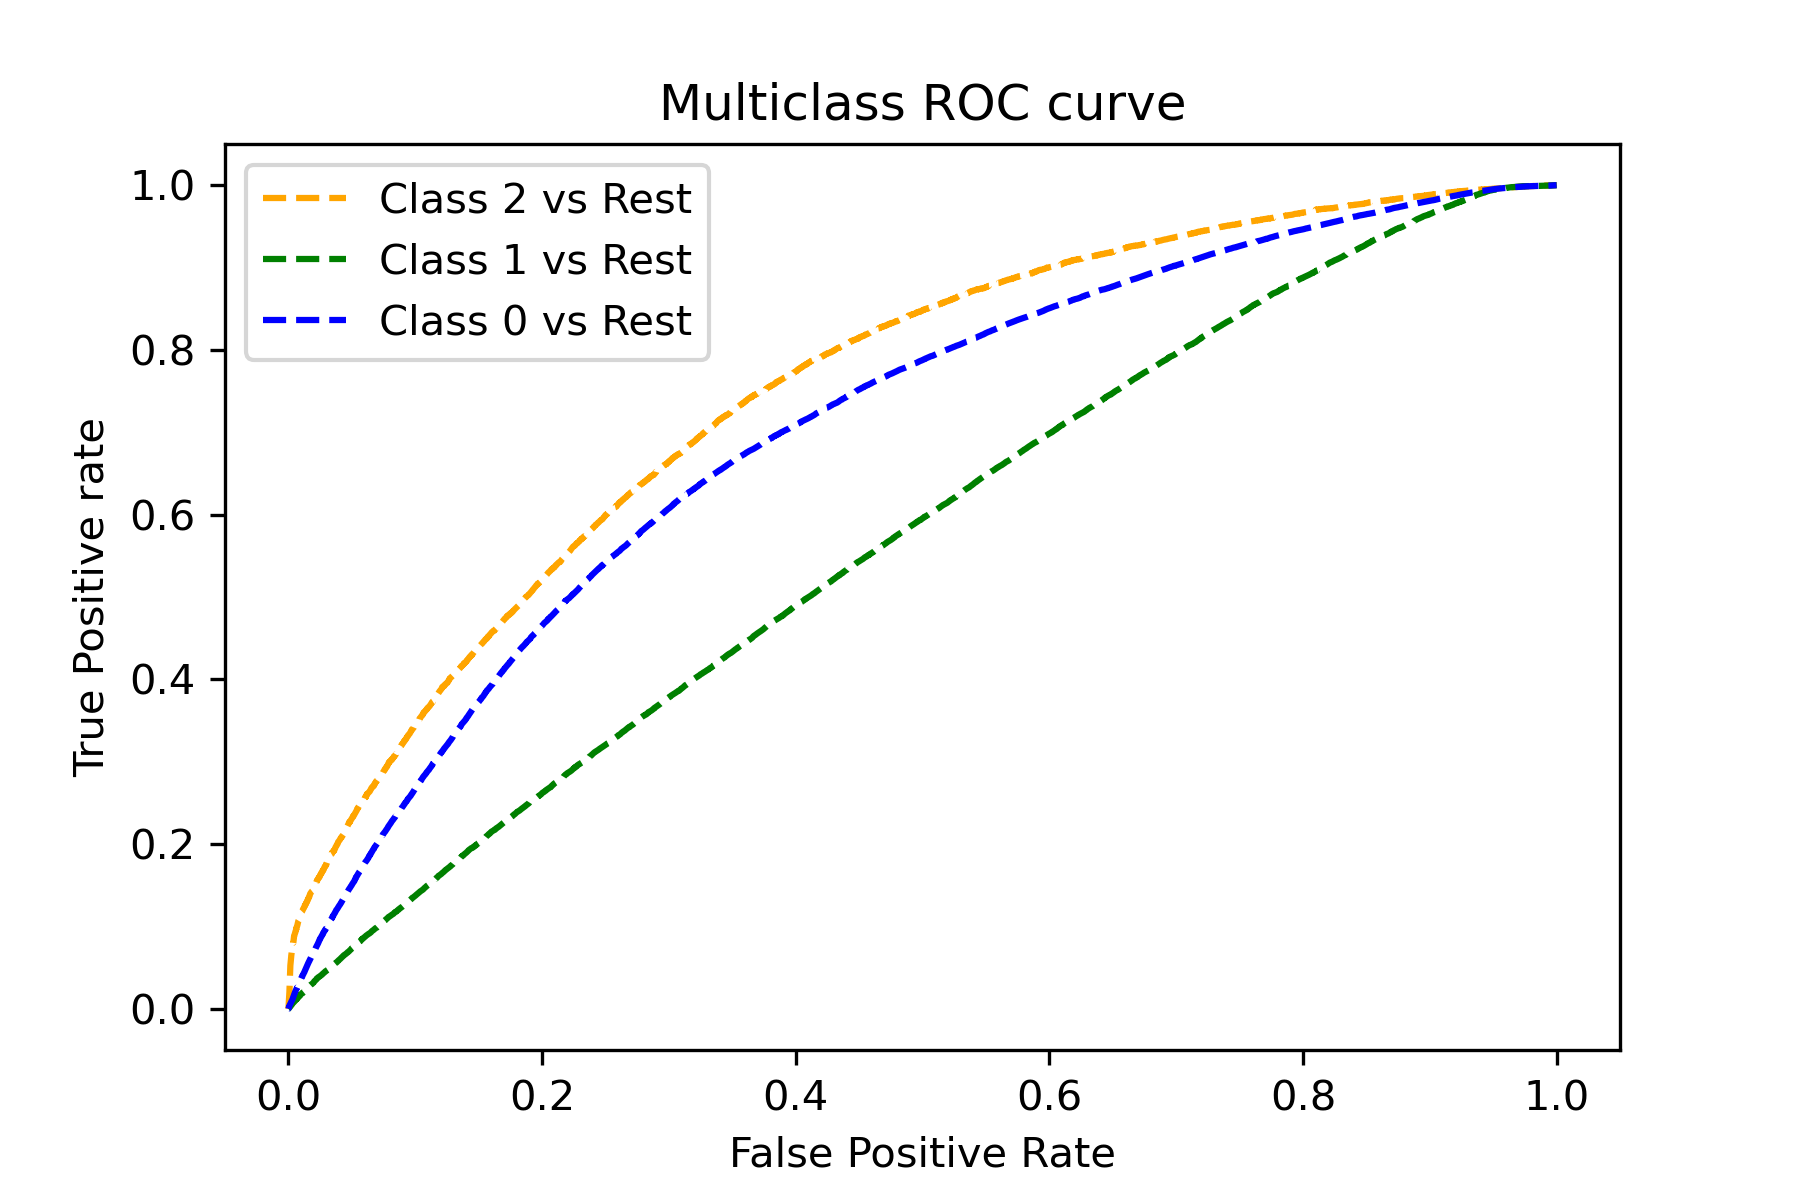 Multiclass ROC curve
Class 2 vs Rest
Class 1 vs Rest
Class 0 vs Rest
True Positive rate
1.0
0.8
0.6
0.4
0.2
0.0
0.0 0.2 0.4 0.6 0.8 1.0
False Positive Rate